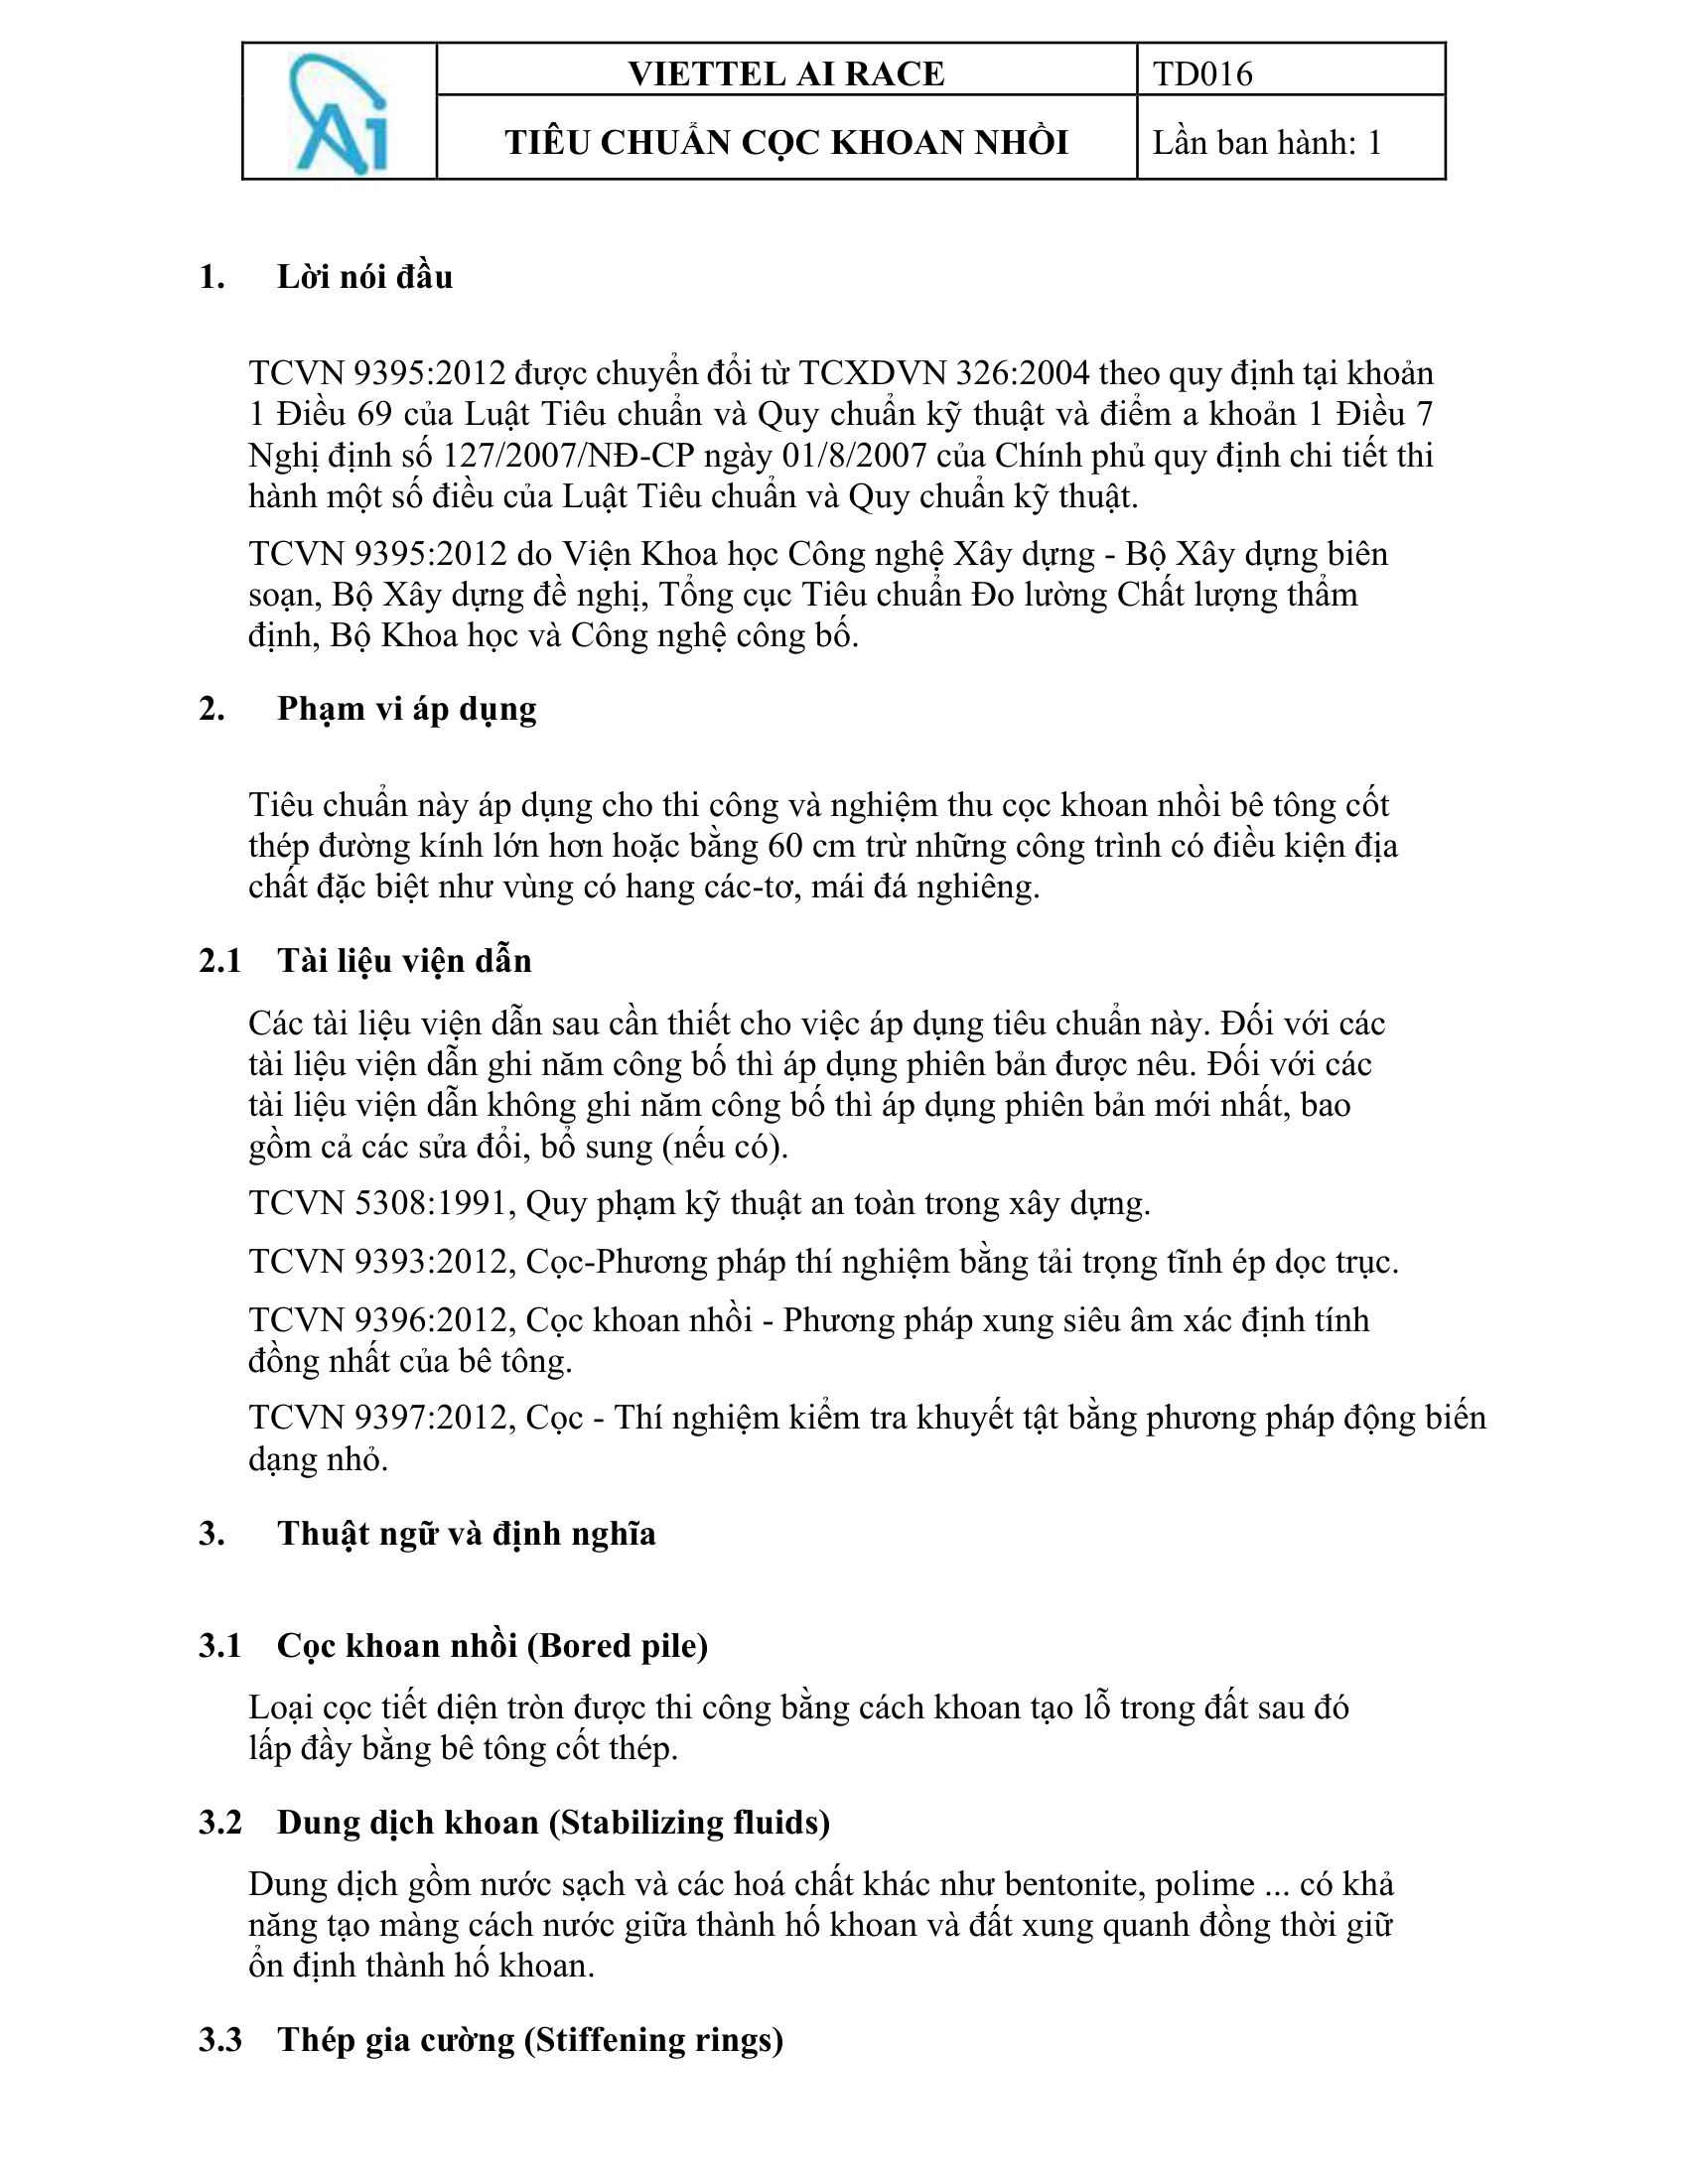 Ai
VIETTEL AI RACE
TD016
TIÊU CHUẨN CỌC KHOAN NHỒI
Lần ban hành: 1
1. Lời nói đầu
TCVN 9395:2012 được chuyển đổi từ TCXDVN 326:2004 theo quy định tại khoản
1 Điều 69 của Luật Tiêu chuẩn và Quy chuẩn kỹ thuật và điểm a khoản 1 Điều 7
Nghị định số 127/2007/NĐ-CP ngày 01/8/2007 của Chính phủ quy định chi tiết thi
hành một số điều của Luật Tiêu chuẩn và Quy chuẩn kỹ thuật.
TCVN 9395:2012 do Viện Khoa học Công nghệ Xây dựng - Bộ Xây dựng biên
soạn, Bộ Xây dựng đề nghị, Tổng cục Tiêu chuẩn Đo lường Chất lượng thẩm
định, Bộ Khoa học và Công nghệ công bố.
2. Phạm vi áp dụng
Tiêu chuẩn này áp dụng cho thi công và nghiệm thu cọc khoan nhồi bê tông cốt
thép đường kính lớn hơn hoặc bằng 60 cm trừ những công trình có điều kiện địa
chất đặc biệt như vùng có hang các-tơ, mái đá nghiêng.
2.1 Tài liệu viện dẫn
Các tài liệu viện dẫn sau cần thiết cho việc áp dụng tiêu chuẩn này. Đối với các
tài liệu viện dẫn ghi năm công bố thì áp dụng phiên bản được nêu. Đối với các
tài liệu viện dẫn không ghi năm công bố thì áp dụng phiên bản mới nhất, bao
gồm cả các sửa đổi, bổ sung (nếu có).
TCVN 5308:1991, Quy phạm kỹ thuật an toàn trong xây dựng.
TCVN 9393:2012, Cọc-Phương pháp thí nghiệm bằng tải trọng tĩnh ép dọc trục.
TCVN 9396:2012, Cọc khoan nhồi - Phương pháp xung siêu âm xác định tính
đồng nhất của bê tông.
TCVN 9397:2012, Cọc - Thí nghiệm kiểm tra khuyết tật bằng phương pháp động biến
dạng nhỏ.
3. Thuật ngữ và định nghĩa
3.1 Cọc khoan nhồi (Bored pile)
Loại cọc tiết diện tròn được thi công bằng cách khoan tạo lỗ trong đất sau đó
lấp đầy bằng bê tông cốt thép.
3.2 Dung dịch khoan (Stabilizing fluids)
Dung dịch gồm nước sạch và các hoá chất khác như bentonite, polime ... có khả
năng tạo màng cách nước giữa thành hố khoan và đất xung quanh đồng thời giữ
ổn định thành hố khoan.
3.3 Thép gia cường (Stiffening rings)